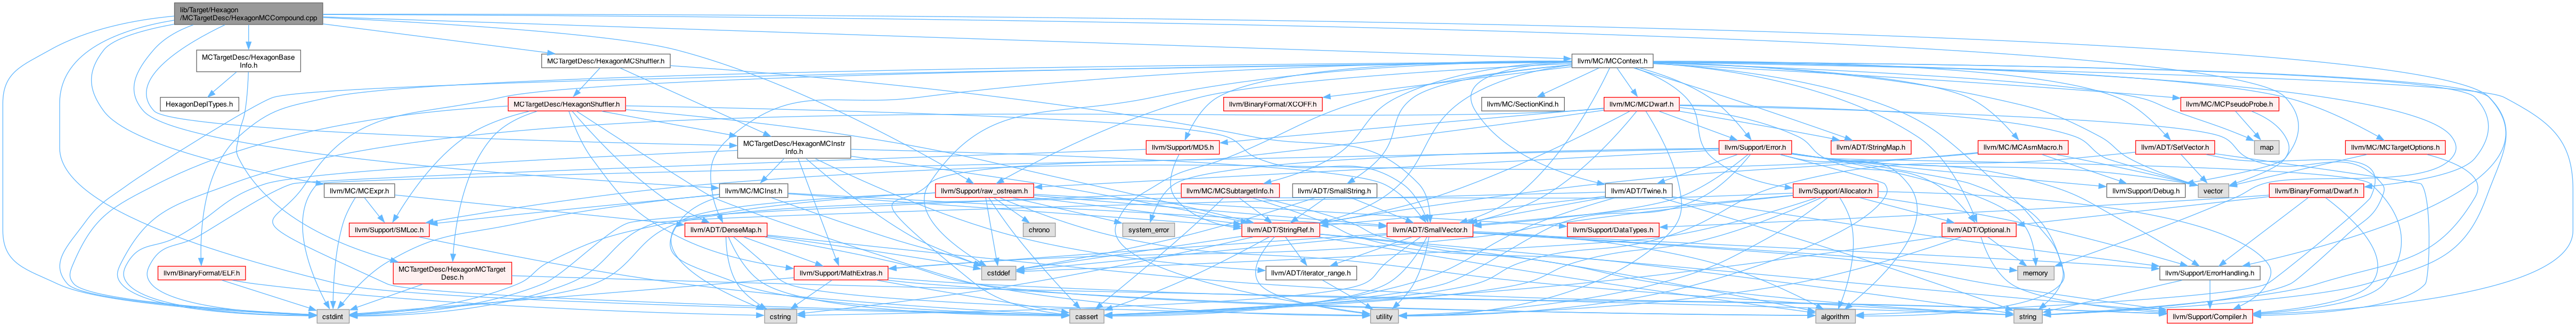 lib/Target/Hexagon
/MCTargetDesc/HexagonMCCompound.cpp
MCTargetDesc/HexagonBase
Info.h
MCTargetDesc/HexagonMCShuffler.h
llvm/MC/MCContext.h
HexagonDepITypes.h
MCTargetDesc/HexagonShuffler.h
llvm/BinaryFormat/XCOFF.h
llvm/MC/SectionKind.h
llvm/MC/MCDwarf.h
llvm/MC/MCPseudoProbe.h
MCTargetDesc/HexagonMCInstr
Info.h
llvm/Support/MD5.h
llvm/Support/Error.h
llvm/ADT/StringMap.h
llvm/MC/MCAsmMacro.h
llvm/ADT/SetVector.h
map
llvm/MC/MCTargetOptions.h
llvm/MC/MCExpr.h
llvm/MC/MCInst.h
llvm/Support/raw_ostream.h
llvm/MC/MCSubtargetInfo.h
llvm/ADT/SmallString.h
llvm/ADT/Twine.h
llvm/Support/Allocator.h
llvm/Support/Debug.h
vector
llvm/BinaryFormat/Dwarf.h
llvm/Support/SMLoc.h
llvm/ADT/DenseMap.h
chrono
system_error
llvm/ADT/StringRef.h
llvm/ADT/SmallVector.h
llvm/Support/DataTypes.h
llvm/ADT/Optional.h
llvm/BinaryFormat/ELF.h
MCTargetDesc/HexagonMCTarget
Desc.h
llvm/Support/MathExtras.h
cstddef
llvm/ADT/iterator_range.h
memory
llvm/Support/ErrorHandling.h
cstdint
cstring
cassert
utility
algorithm
string
llvm/Support/Compiler.h